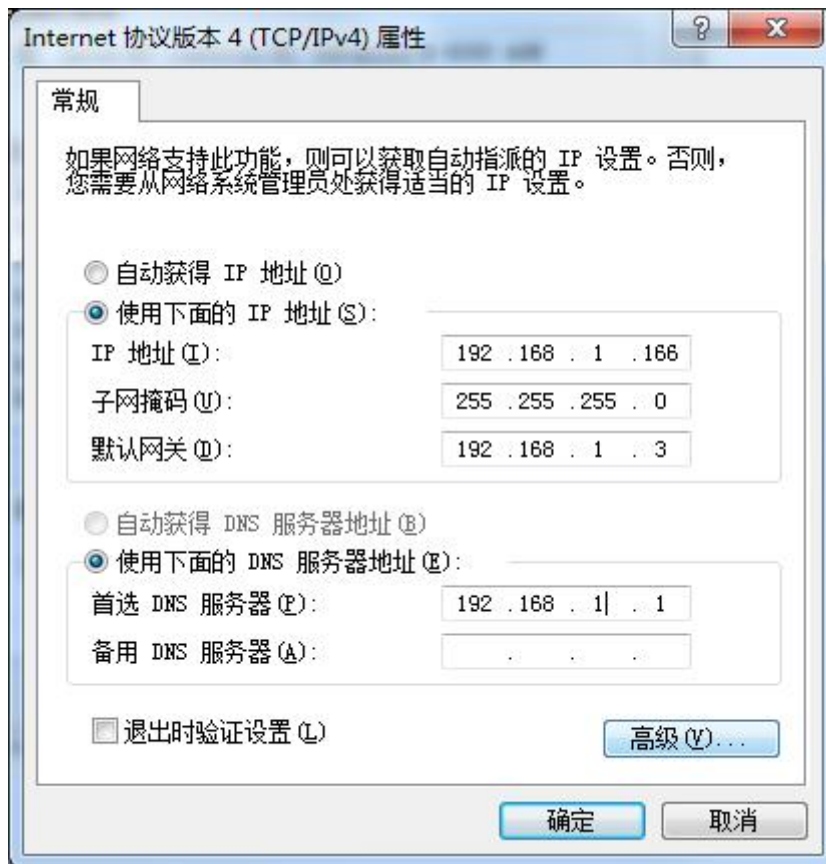 Internet 协议版本 4 (TCP/IPv4) 属性
常规
如果网络支持此功能，则可以获取自动指派的 IP 设置。否则，
您需要从网络系统管理员处获得适当的 IP 设置。
自动获得 IP 地址(O)
使用下面的 IP 地址(S):
IP 地址(I): 192 .168 . 1 .166
子网掩码(U): 255 .255 .255 . 0
默认网关(D): 192 .168 . 1 . 3
自动获得 DNS 服务器地址(B)
使用下面的 DNS 服务器地址(E):
首选 DNS 服务器(P): 192 .168 . 1 . 1
备用 DNS 服务器(A): . . .
退出时验证设置(L)
高级(V)...
确定 取消